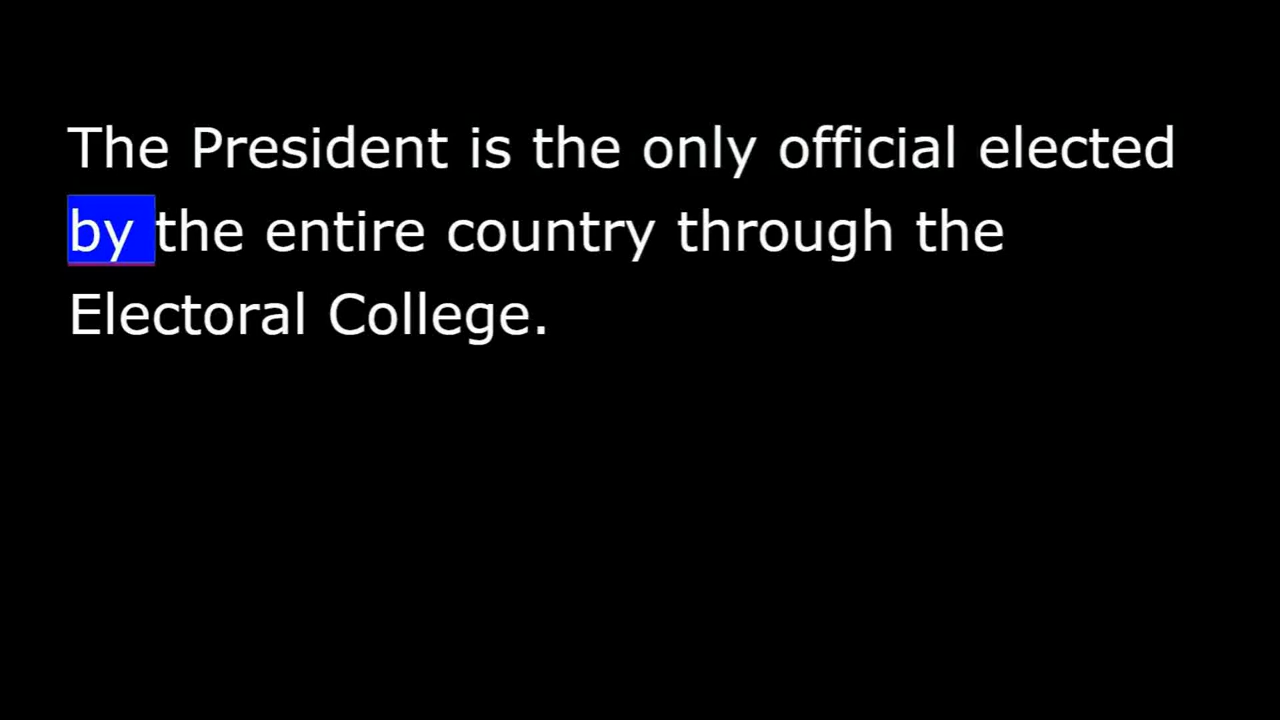 The President is the only official elected
by the entire country through the
Electoral College.